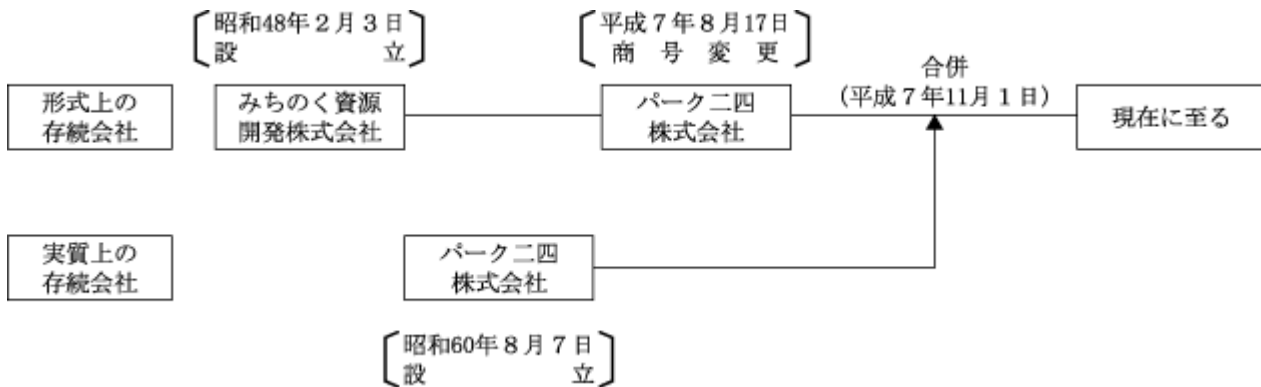 昭和48年２月３日
設立
平成７年８月17日
商号変更
合併
(平成７年11月１日)
形式上の
存続会社
みちのく資源
開発株式会社
パーク二四
株式会社
現在に至る
実質上の
存続会社
パーク二四
株式会社
昭和60年８月７日
設立